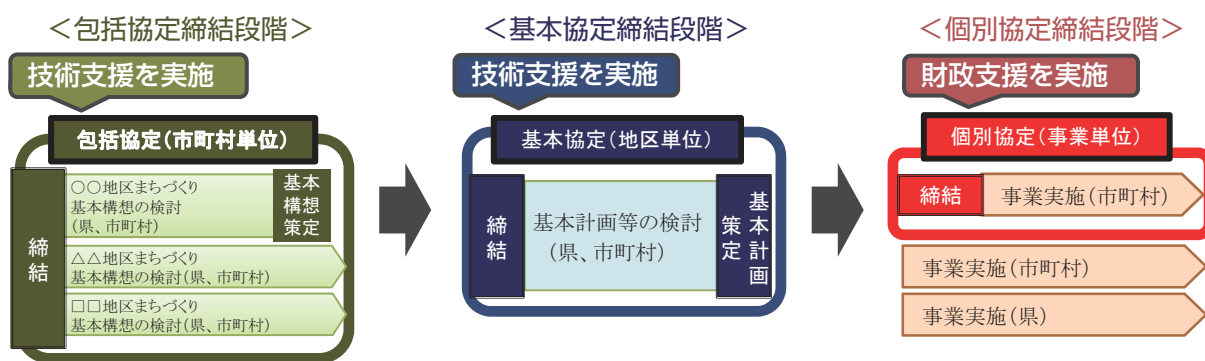 ＜包括協定締結段階＞
技術支援を実施
包括協定(市町村単位)
締結
○○地区まちづくり
基本構想の検討
(県、市町村)
基本構想策定
△△地区まちづくり
基本構想の検討(県、市町村)
□□地区まちづくり
基本構想の検討(県、市町村)
＜基本協定締結段階＞
技術支援を実施
基本協定(地区単位)
締結
基本計画等の検討
(県、市町村)
基本計画
策定
＜個別協定締結段階＞
財政支援を実施
個別協定(事業単位)
締結
事業実施(市町村)
事業実施(市町村)
事業実施(県)